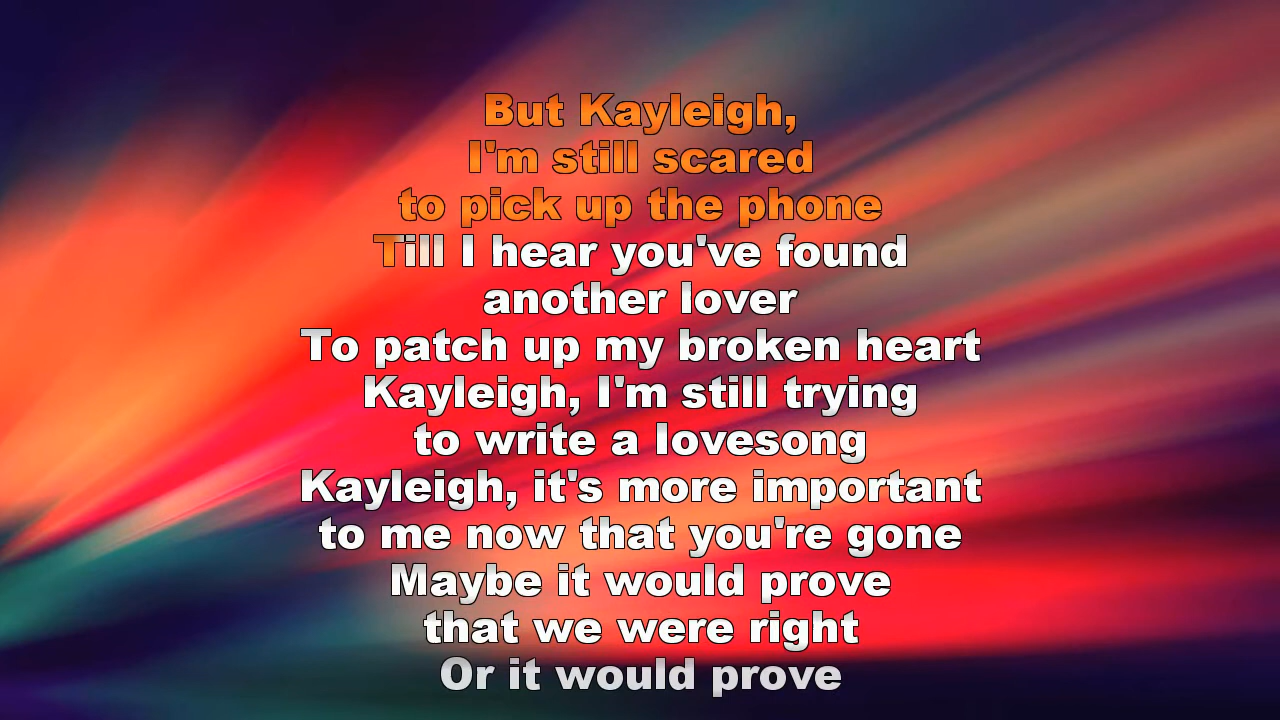 But Kayleigh,
I'm still scared
to pick up the phone
Till I hear you've found
another lover
To patch up my broken heart
Kayleigh, I'm still trying
to write a lovesong
Kayleigh, it's more important
to me now that you're gone
Maybe it would prove
that we were right
Or it would prove